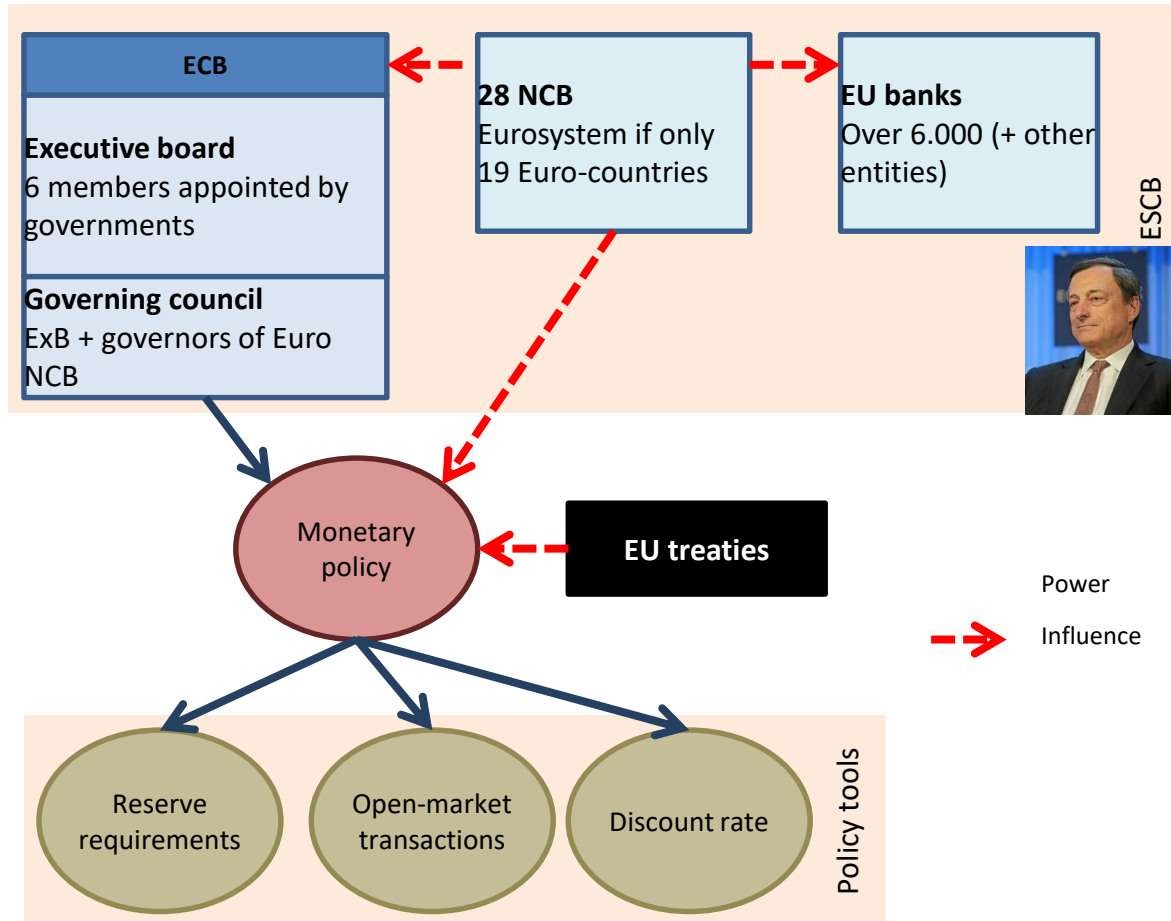 ECB
Executive board
6 members appointed by
governments
Governing council
ExB + governors of Euro
NCB
28 NCB
Eurosystem if only
19 Euro-countries
EU banks
Over 6.000 (+ other
entities)
ESCB
Monetary
policy
EU treaties
Power
Influence
Reserve
requirements
Open-market
transactions
Discount rate
Policy tools